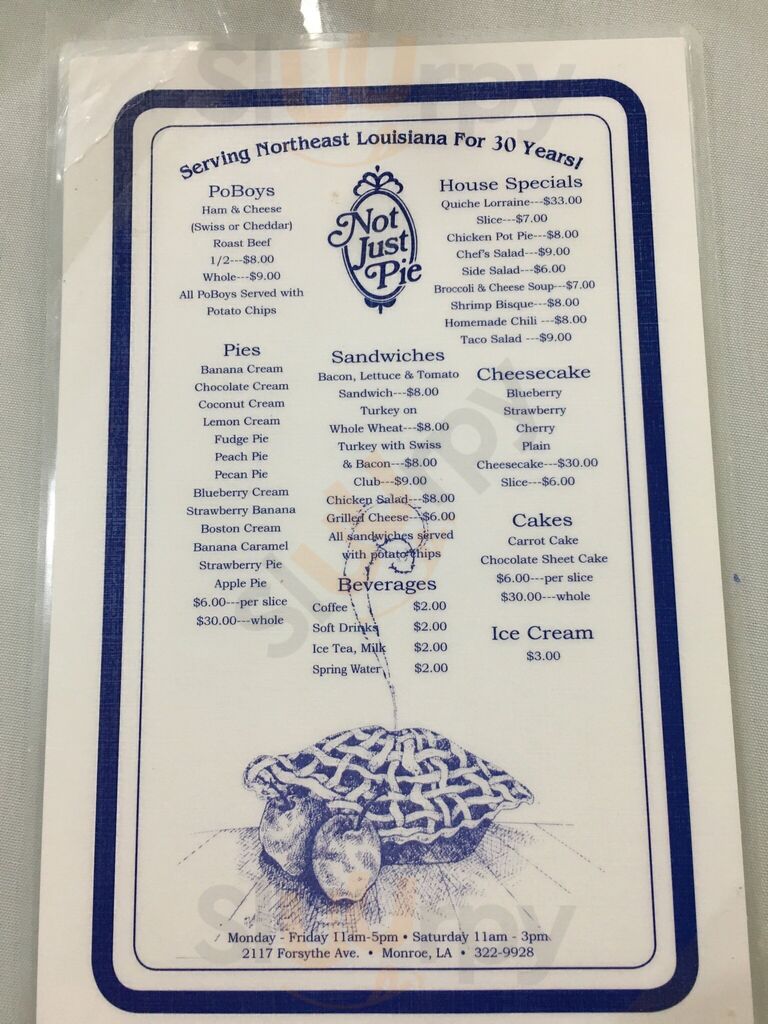 Serving Northeast Louisiana For 30 Years!
Not
Just
Pie
PoBoys
Ham & Cheese
(Swiss or Cheddar)
Roast Beef
1/2---$8.00
Whole---$9.00
All PoBoys Served with
Potato Chips
House Specials
Quiche Lorraine---$33.00
Slice---$7.00
Chicken Pot Pie---$8.00
Chef's Salad---$9.00
Side Salad---$6.00
Broccoli & Cheese Soup---$7.00
Shrimp Bisque---$8.00
Homemade Chili ---$8.00
Taco Salad ---$9.00
Pies
Banana Cream
Chocolate Cream
Coconut Cream
Lemon Cream
Fudge Pie
Peach Pie
Pecan Pie
Blueberry Cream
Strawberry Banana
Boston Cream
Banana Caramel
Strawberry Pie
Apple Pie
$6.00---per slice
$30.00---whole
Sandwiches
Bacon, Lettuce & Tomato
Sandwich---$8.00
Turkey on
Whole Wheat---$8.00
Turkey with Swiss
& Bacon---$8.00
Club---$9.00
Chicken Salad---$8.00
Grilled Cheese---$6.00
All sandwiches served
with potato chips
Beverages
Coffee $2.00
Soft Drinks $2.00
Ice Tea, Milk $2.00
Spring Water $2.00
Cheesecake
Blueberry
Strawberry
Cherry
Plain
Cheesecake---$30.00
Slice---$6.00
Cakes
Carrot Cake
Chocolate Sheet Cake
$6.00---per slice
$30.00---whole
Ice Cream
$3.00
Monday - Friday 11am-5pm • Saturday 11am - 3pm
2117 Forsythe Ave. • Monroe, LA • 322-9928
sluurpy
sluurpy
sluurpy